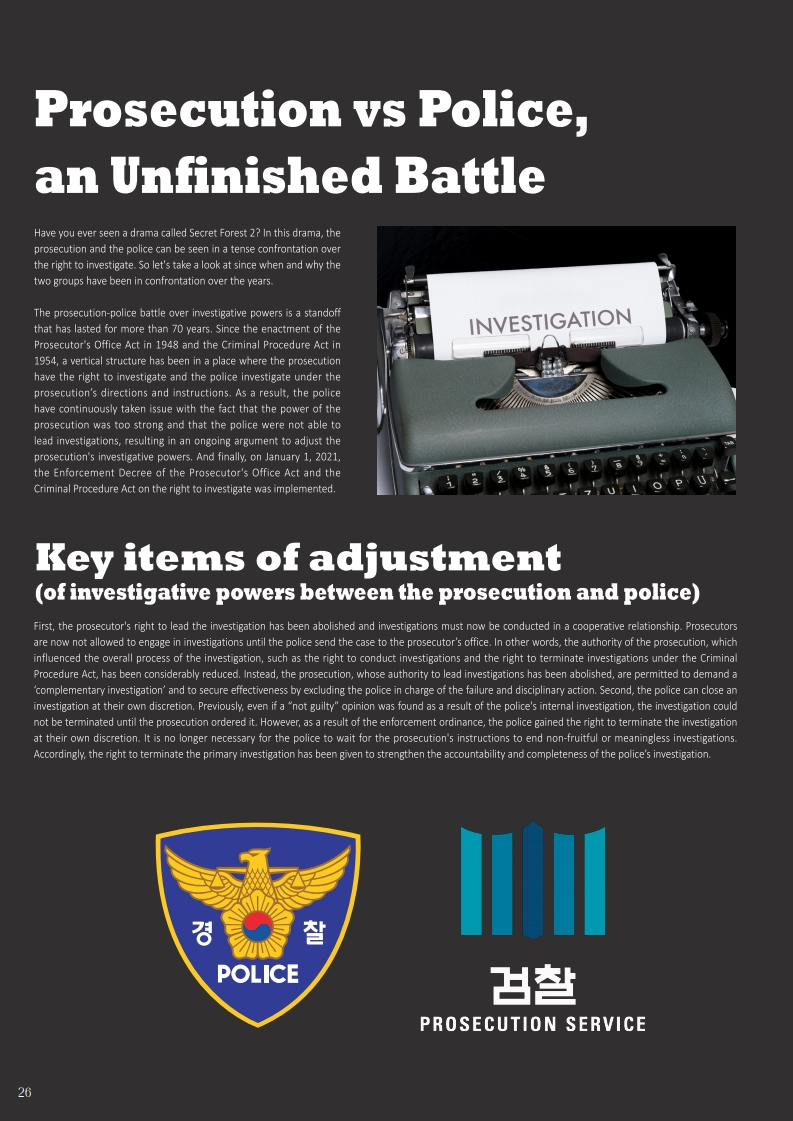 Prosecution vs Police,
an Unfinished Battle
Have you ever seen a drama called Secret Forest 2? In this drama, the
prosecution and the police can be seen in a tense confrontation over
the right to investigate. So let's take a look at since when and why the
two groups have been in confrontation over the years.
The prosecution-police battle over investigative powers is a standoff
that has lasted for more than 70 years. Since the enactment of the
Prosecutor's Office Act in 1948 and the Criminal Procedure Act in
1954, a vertical structure has been in a place where the prosecution
have the right to investigate and the police investigate under the
prosecution’s directions and instructions. As a result, the police
have continuously taken issue with the fact that the power of the
prosecution was too strong and that the police were not able to
lead investigations, resulting in an ongoing argument to adjust the
prosecution's investigative powers. And finally, on January 1, 2021,
the Enforcement Decree of the Prosecutor's Office Act and the
Criminal Procedure Act on the right to investigate was implemented.
INVESTIGATION
Key items of adjustment
(of investigative powers between the prosecution and police)
First, the prosecutor's right to lead the investigation has been abolished and investigations must now be conducted in a cooperative relationship. Prosecutors
are now not allowed to engage in investigations until the police send the case to the prosecutor’s office. In other words, the authority of the prosecution, which
influenced the overall process of the investigation, such as the right to conduct investigations and the right to terminate investigations under the Criminal
Procedure Act, has been considerably reduced. Instead, the prosecution, whose authority to lead investigations has been abolished, are permitted to demand a
‘complementary investigation’ and to secure effectiveness by excluding the police in charge of the failure and disciplinary action. Second, the police can close an
investigation at their own discretion. Previously, even if a “not guilty” opinion was found as a result of the police's internal investigation, the investigation could
not be terminated until the prosecution ordered it. However, as a result of the enforcement ordinance, the police gained the right to terminate the investigation
at their own discretion. It is no longer necessary for the police to wait for the prosecution's instructions to end non-fruitful or meaningless investigations.
Accordingly, the right to terminate the primary investigation has been given to strengthen the accountability and completeness of the police’s investigation.
경 찰
POLICE
검찰
PROSECUTION SERVICE
26